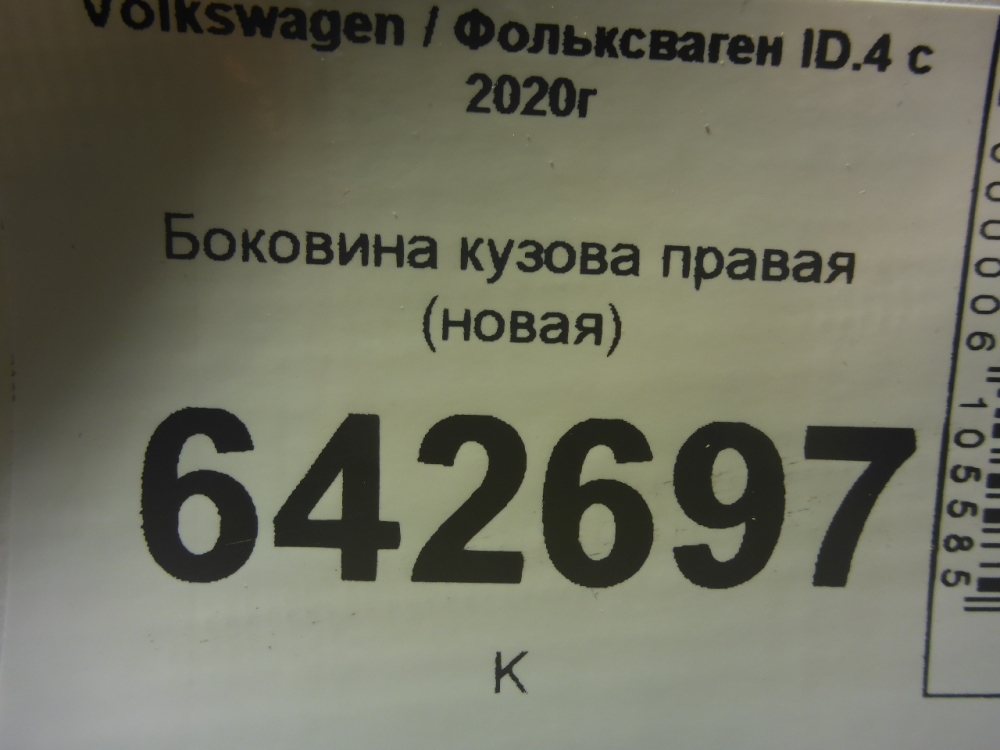 Volkswagen / Фольксваген ID.4 с
2020г
Боковина кузова правая
(новая)
642697
К